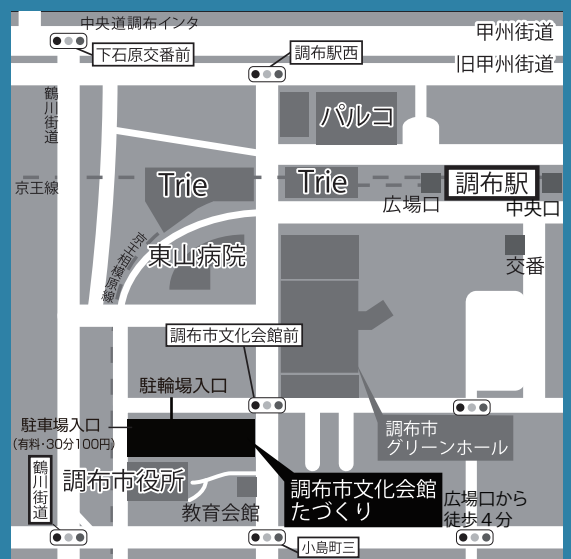 中央道調布インタ
甲州街道
下石原交番前
調布駅西
旧甲州街道
鶴川街道
パルコ
京王線
Trie
Trie
調布駅
広場口
中央口
京王相模原線
東山病院
交番
調布市文化会館前
駐輪場入口
駐車場入口
(有料・30分100円)
調布市
グリーンホール
鶴川街道
調布市役所
教育会館
調布市文化会館
たづくり
広場口から
徒歩4分
小島町三